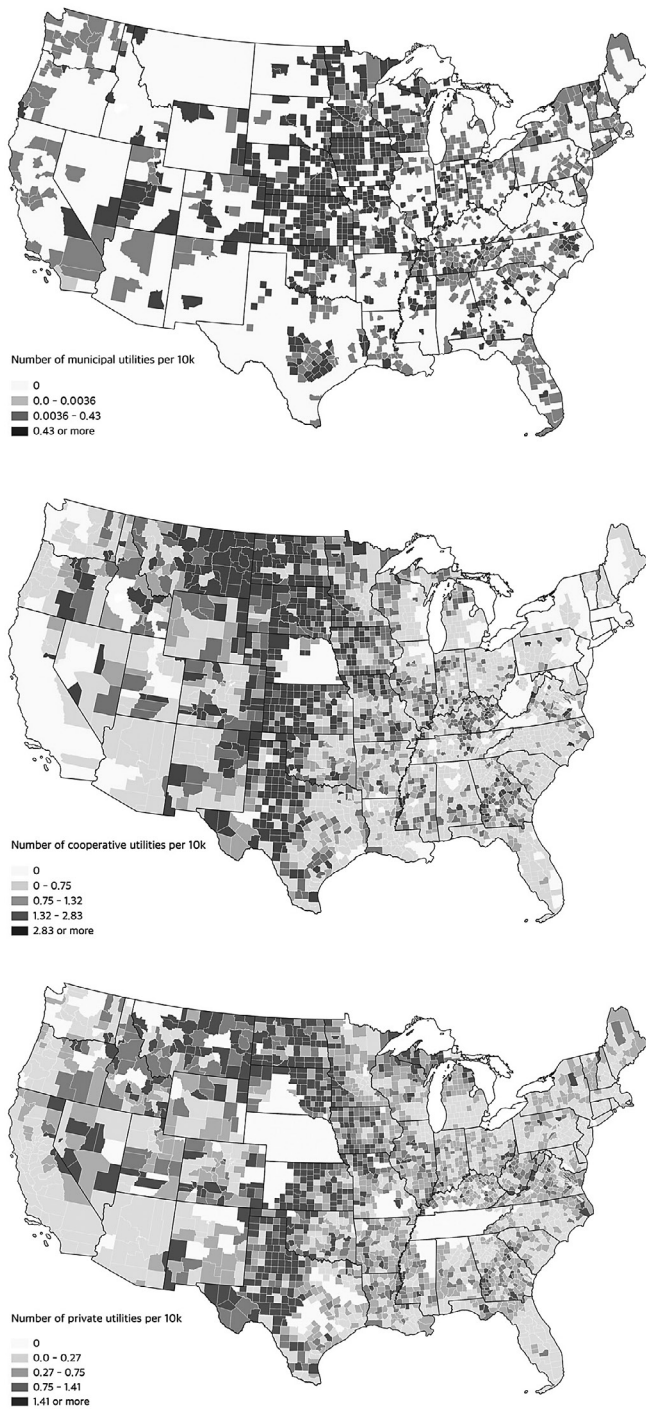 Number of municipal utilities per 10k
0
0.0 - 0.0036
0.0036 - 0.43
0.43 or more
Number of cooperative utilities per 10k
0
0 - 0.75
0.75 - 1.32
1.32 - 2.83
2.83 or more
Number of private utilities per 10k
0
0.0 - 0.27
0.27 - 0.75
0.75 - 1.41
1.41 or more